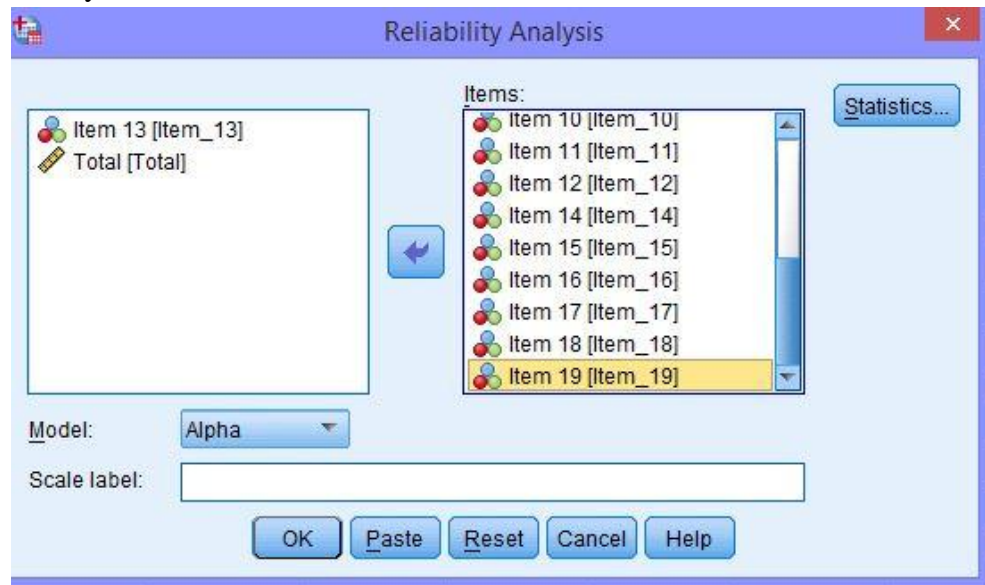 Reliability Analysis
Items:
Item 13 [Item_13]
Total [Total]
Item 10 [Item_10]
Item 11 [Item_11]
Item 12 [Item_12]
Item 14 [Item_14]
Item 15 [Item_15]
Item 16 [Item_16]
Item 17 [Item_17]
Item 18 [Item_18]
Item 19 [Item_19]
Statistics...
Model: Alpha
Scale label:
OK Paste Reset Cancel Help